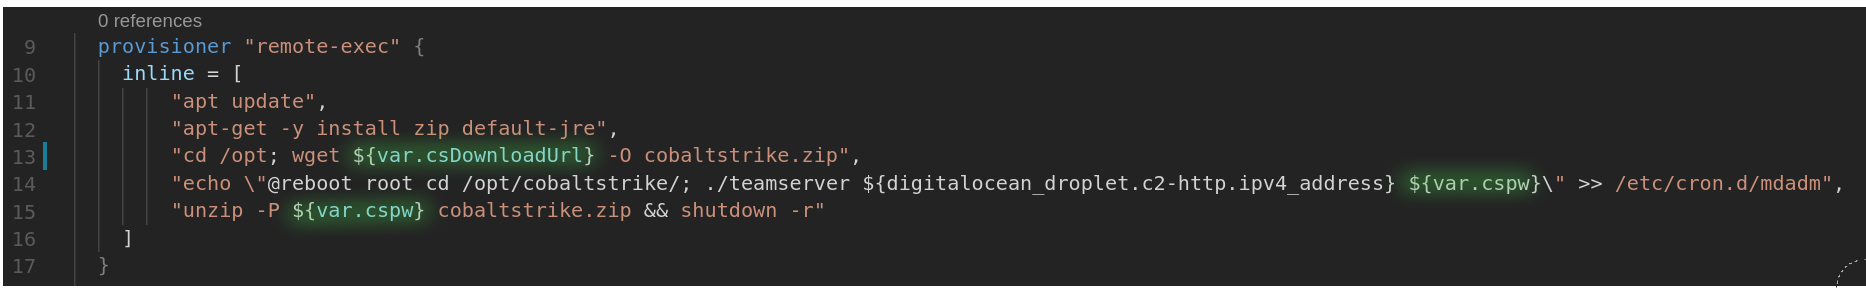 0 references
9 provisioner "remote-exec" {
10 inline = [
11 "apt update",
12 "apt-get -y install zip default-jre",
13 "cd /opt; wget ${var.csDownloadUrl} -O cobaltstrike.zip",
14 "echo \"@reboot root cd /opt/cobaltstrike/; ./teamserver ${digitalocean_droplet.c2-http.ipv4_address} ${var.cspw}\" >> /etc/cron.d/mdadm",
15 "unzip -P ${var.cspw} cobaltstrike.zip && shutdown -r"
16 ]
17 }